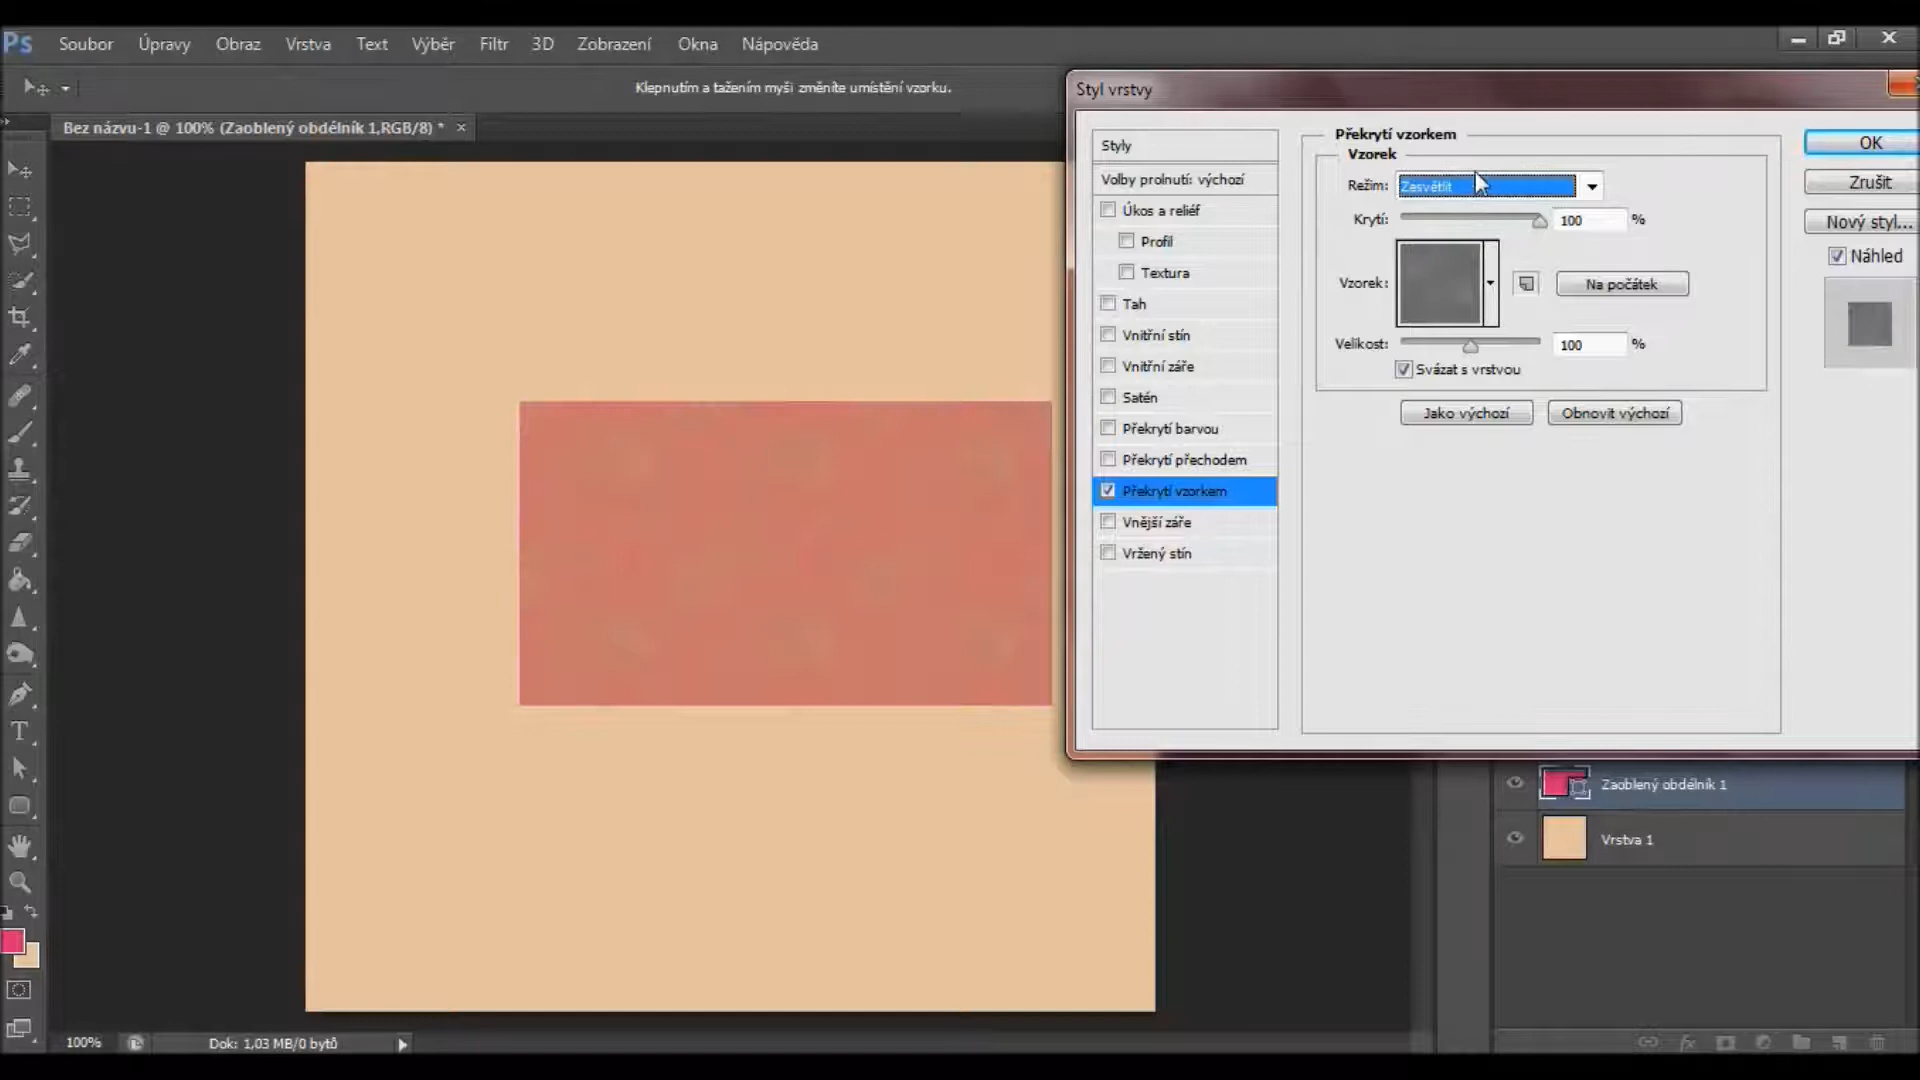 Ps Soubor Úpravy Obraz Vrstva Text Výběr Filtr 3D Zobrazení Okna Nápověda
Klepnutím a tažením myši změníte umístění vzorku.
Bez názvu-1 @ 100% (Zaoblený obdélník 1,RGB/8) * ×
Styl vrstvy
Styly
Volby prolnutí: výchozí
Úkos a reliéf
Profil
Textura
Tah
Vnitřní stín
Vnitřní záře
Satén
Překrytí barvou
Překrytí přechodem
Překrytí vzorkem
Vnější záře
Vržený stín
Překrytí vzorkem
Vzorek
Režim: Zesvětlit
Krytí: 100 %
Vzorek: Na počátek
Velikost: 100 %
Svázat s vrstvou
Jako výchozí Obnovit výchozí
OK
Zrušit
Nový styl...
Náhled
Zaoblený obdélník 1
Vrstva 1
100% Dok: 1,03 MB/0 bytů